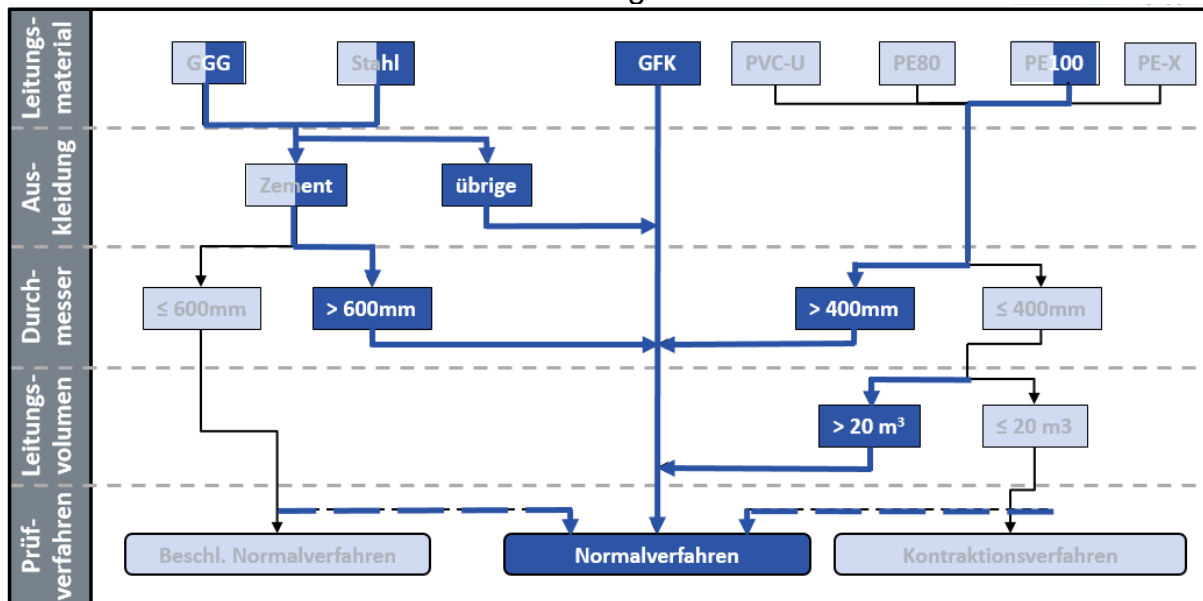 Leitungs-
material
GGG
Stahl
GFK
PVC-U
PE80
PE100
PE-X
Aus-
kleidung
Zement
übrige
Durch-
messer
≤ 600mm
> 600mm
> 400mm
≤ 400mm
Leitungs-
volumen
> 20 m³
≤ 20 m3
Prüf-
verfahren
Beschl. Normalverfahren
Normalverfahren
Kontraktionsverfahren